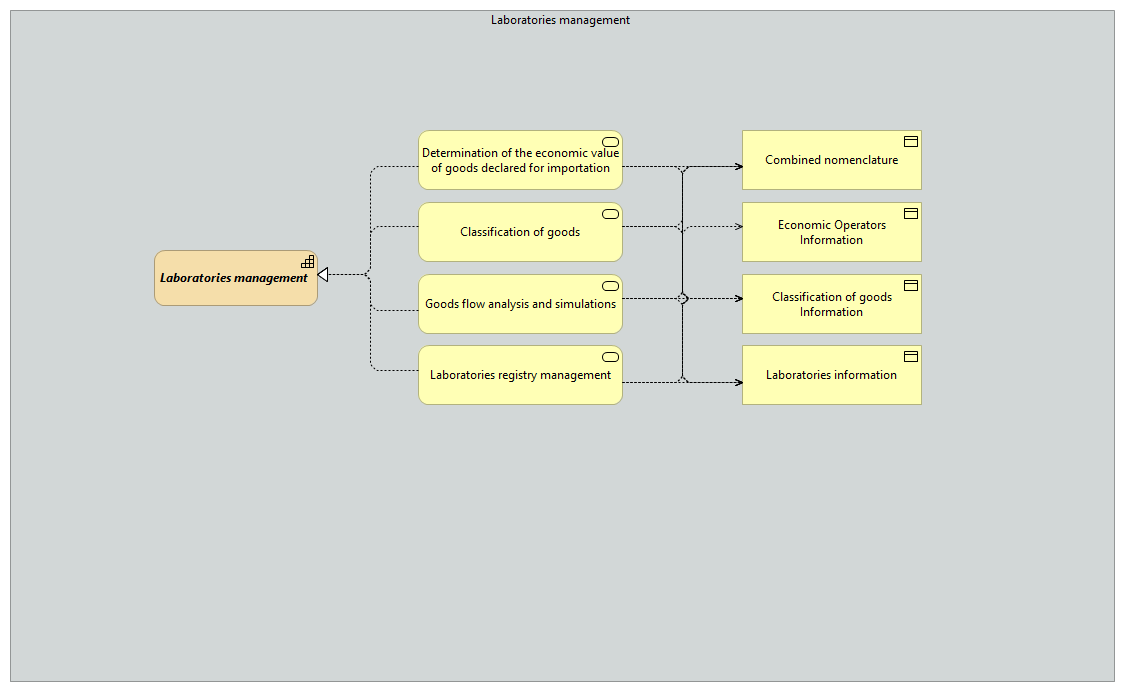 Laboratories management
Determination of the economic value
of goods declared for importation
Combined nomenclature
Classification of goods
Economic Operators
Information
Laboratories management
Goods flow analysis and simulations
Classification of goods
Information
Laboratories registry management
Laboratories information